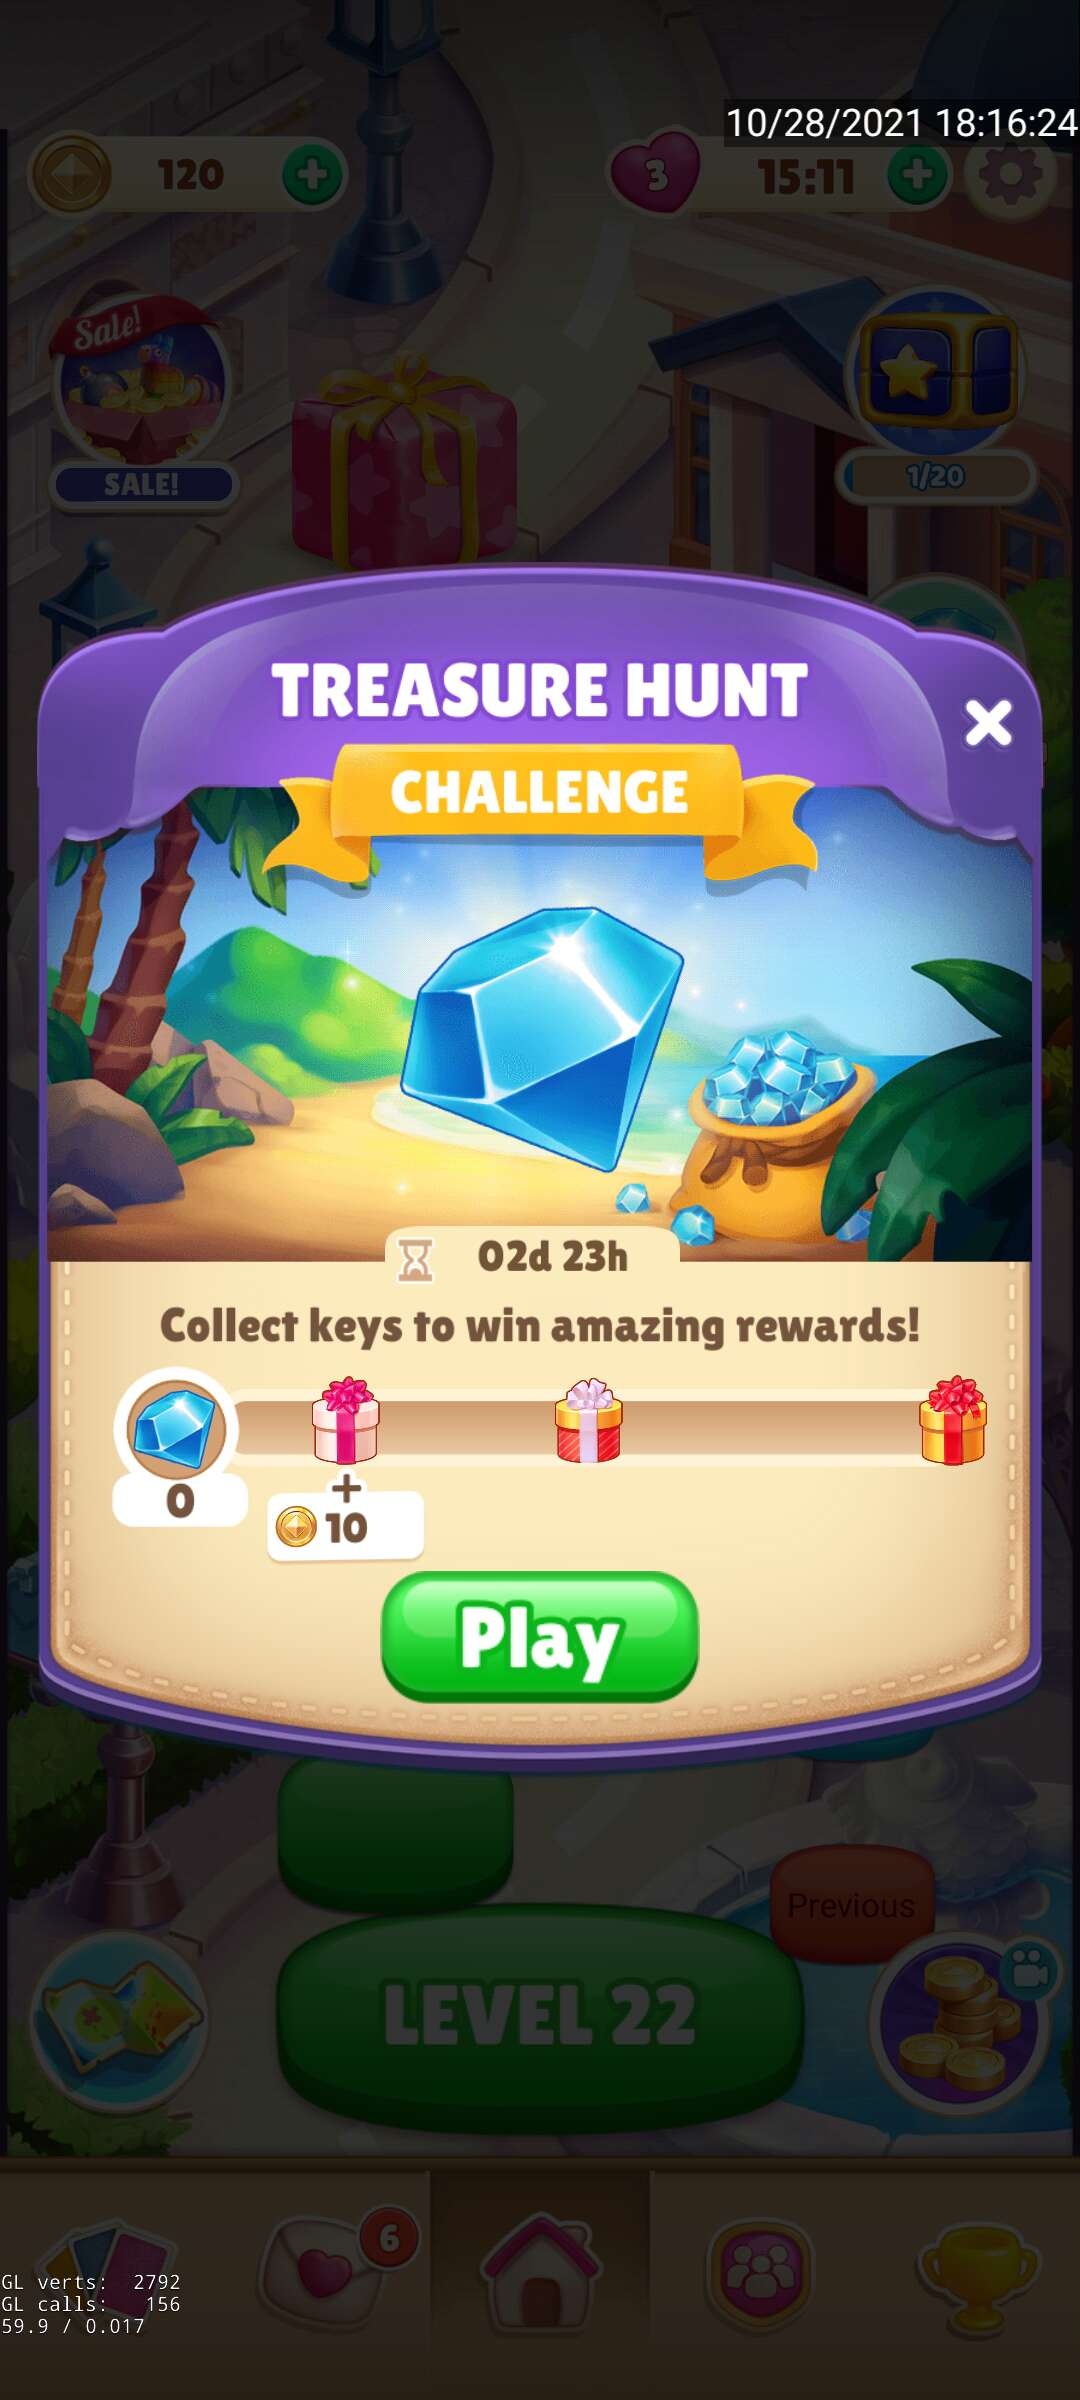 10/28/2021 18:16:24
120
3
15:11
Sale!
SALE!
1/20
TREASURE HUNT
CHALLENGE
02d 23h
Collect keys to win amazing rewards!
0
+
10
Play
Previous
LEVEL 22
6
GL verts: 2792
GL calls: 156
59.9 / 0.017